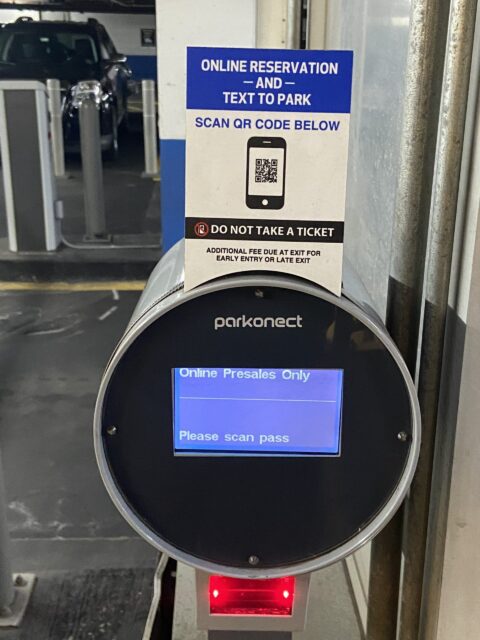 ONLINE RESERVATION
— AND —
TEXT TO PARK
SCAN QR CODE BELOW
DO NOT TAKE A TICKET
ADDITIONAL FEE DUE AT EXIT FOR
EARLY ENTRY OR LATE EXIT
parkonect
Online Presales Only
Please scan pass